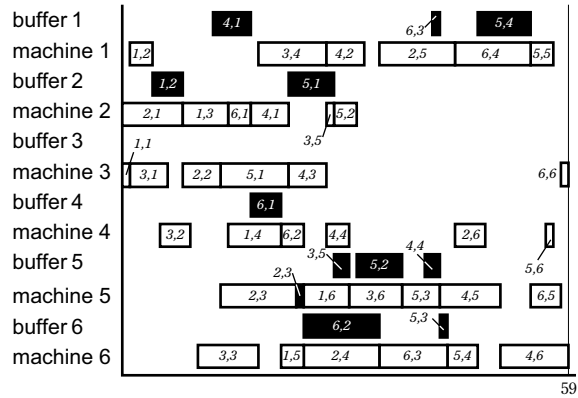 buffer 1 4,1 6,3 5,4
machine 1 1,2 3,4 4,2 2,5 6,4 5,5
buffer 2 1,2 5,1
machine 2 2,1 1,3 6,1 4,1 3,5 5,2
buffer 3 1,1
machine 3 3,1 2,2 5,1 4,3 6,6
buffer 4 6,1
machine 4 3,2 1,4 6,2 4,4 2,6 5,6
buffer 5 2,3 3,5 5,2 4,4
machine 5 2,3 1,6 3,6 5,3 4,5 6,5
buffer 6 6,2 5,3
machine 6 3,3 1,5 2,4 6,3 5,4 4,6
59